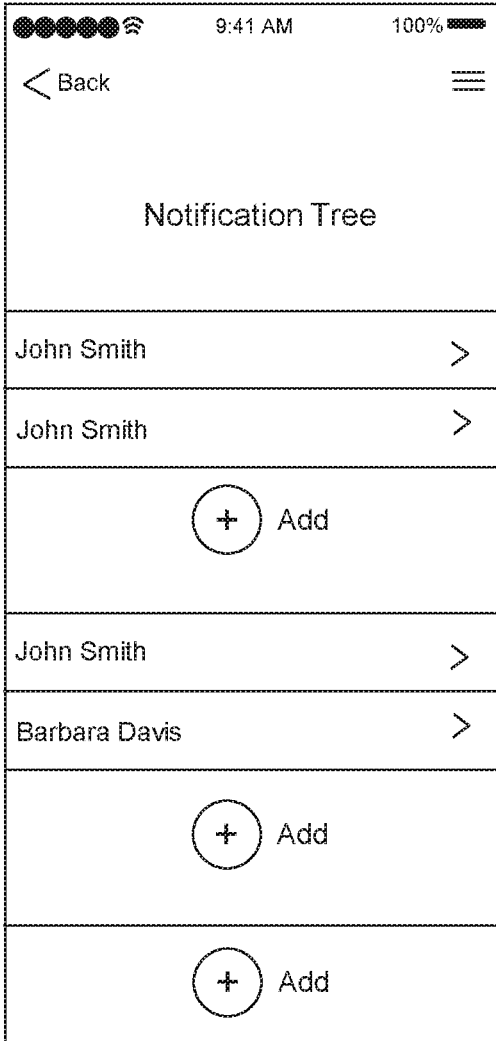 9:41 AM 100%
< Back
Notification Tree
John Smith >
John Smith >
+ Add
John Smith >
Barbara Davis >
+ Add
+ Add